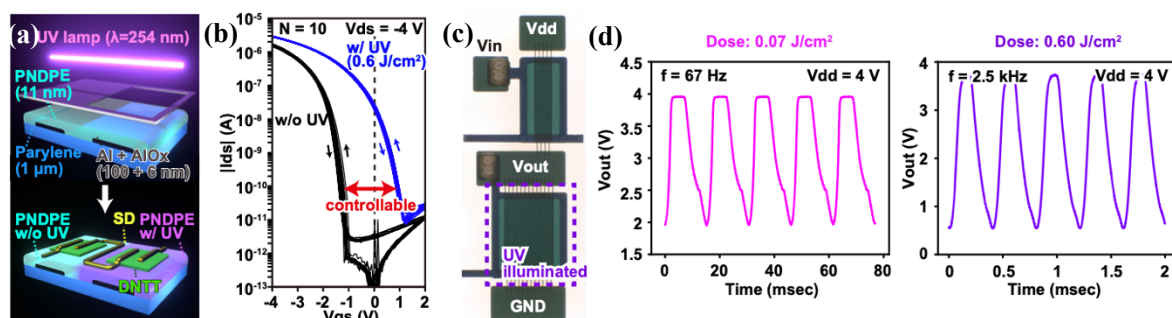 (a)
UV lamp (λ=254 nm)
PNDPE
(11 nm)
Parylene
(1 µm)
Al + AlOx
(100 + 6 nm)
PNDPE
w/o UV
SD
PNDPE
w/ UV
DNTT
(b)
N = 10
Vds = -4 V
w/ UV
(0.6 J/cm²)
w/o UV
controllable
|Ids| (A)
10⁻⁵
10⁻⁶
10⁻⁷
10⁻⁸
10⁻⁹
10⁻¹⁰
10⁻¹¹
10⁻¹²
10⁻¹³
-4 -3 -2 -1 0 1 2
Vgs (V)
(c)
Vdd
Vin
Vout
UV
illuminated
GND
(d)
Dose: 0.07 J/cm²
f = 67 Hz
Vdd = 4 V
Vout (V)
4.5
4.0
3.5
3.0
2.5
2.0
1.5
0 20 40 60 80
Time (msec)
Dose: 0.60 J/cm²
f = 2.5 kHz
Vdd = 4 V
Vout (V)
4
3
2
1
0
0 0.5 1 1.5 2
Time (msec)